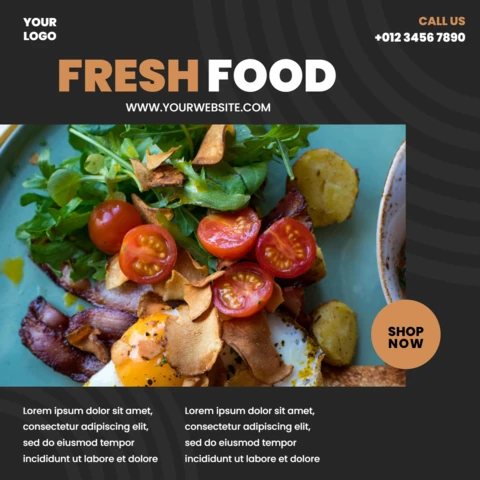 YOUR
LOGO
CALL US
+012 3456 7890
FRESH FOOD
WWW.YOURWEBSITE.COM
SHOP
NOW
Lorem ipsum dolor sit amet,
consectetur adipiscing elit,
sed do eiusmod tempor
incididunt ut labore et dolore
Lorem ipsum dolor sit amet,
consectetur adipiscing elit,
sed do eiusmod tempor
incididunt ut labore et dolore